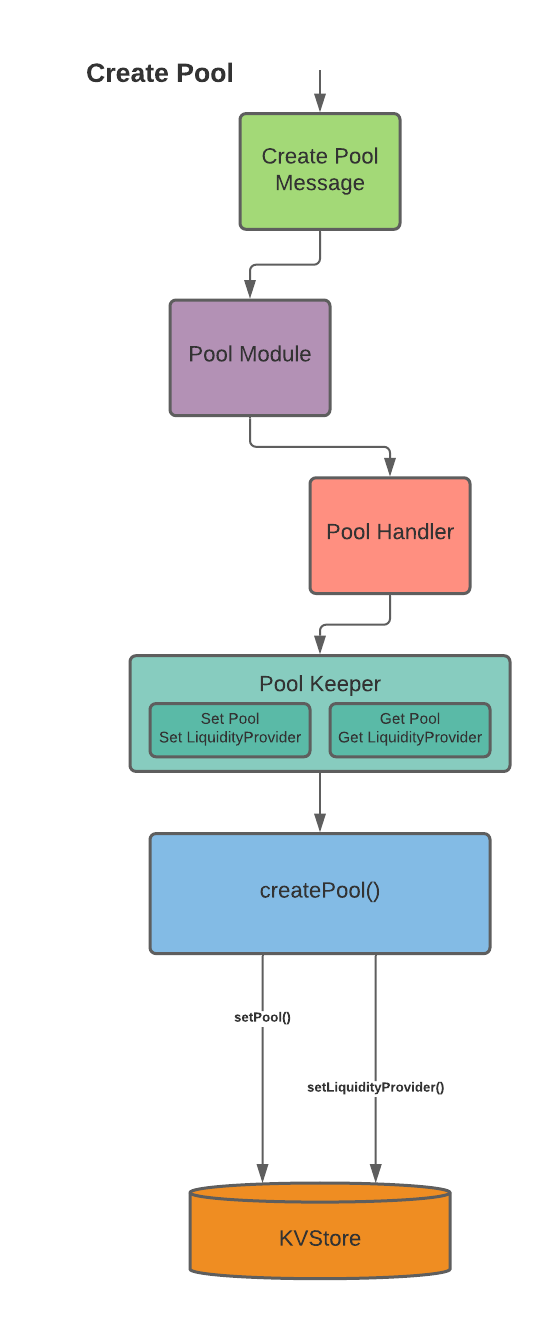 Create Pool
Create Pool
Message
Pool Module
Pool Handler
Pool Keeper
Set Pool
Set LiquidityProvider
Get Pool
Get LiquidityProvider
createPool()
setPool()
setLiquidityProvider()
KVStore